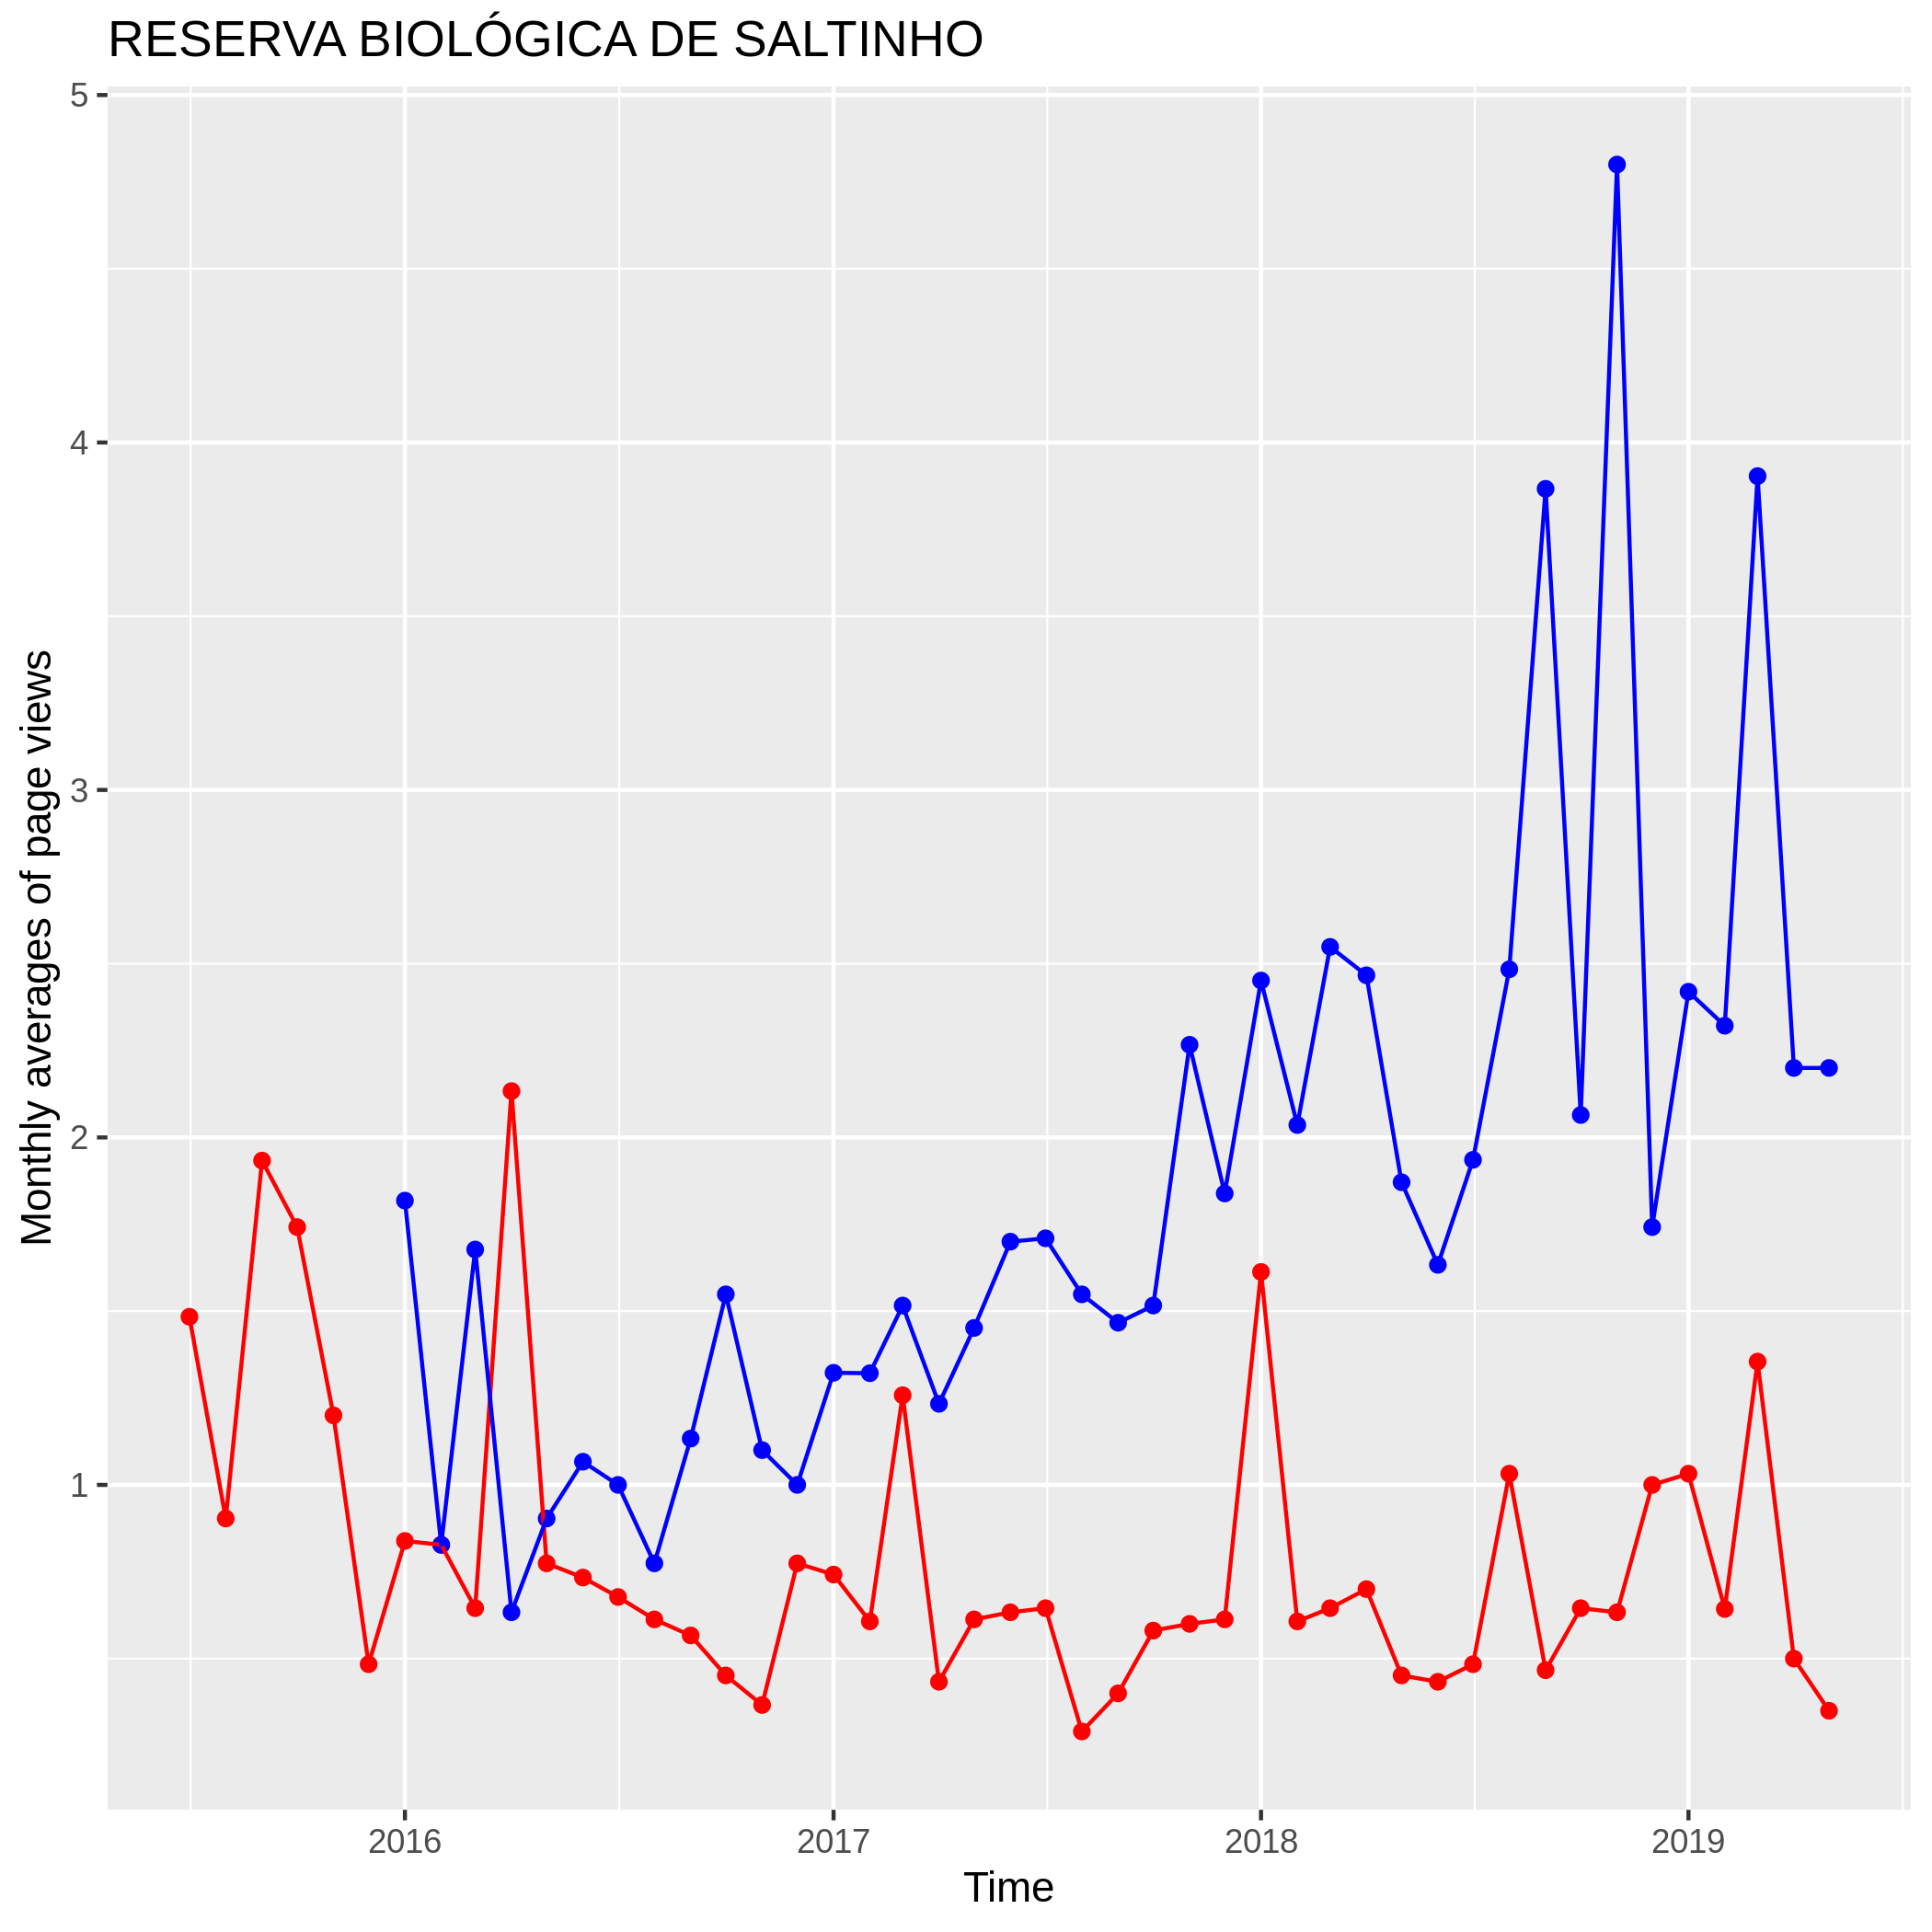 RESERVA BIOLÓGICA DE SALTINHO
5
4
3
2
1
Monthly averages of page views
2016 2017 2018 2019
Time